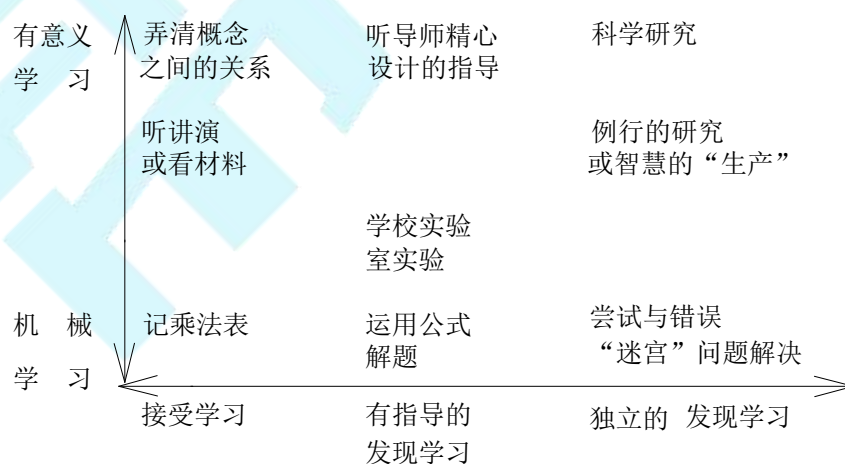 有意义
学 习
弄清概念
之间的关系
听导师精心
设计的指导
科学研究
听讲演
或看材料
例行的研究
或智慧的“生产”
学校实验
室实验
机 械
学 习
记乘法表
运用公式
解题
尝试与错误
“迷宫”问题解决
接受学习
有指导的
发现学习
独立的 发现学习